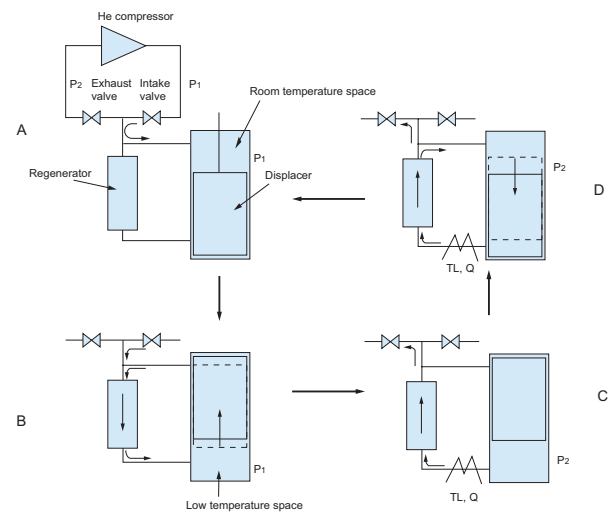 He compressor
P2
Exhaust
valve
Intake
valve
P1
A
Room temperature space
P1
Regenerator
Displacer
P2
D
TL, Q
B
P1
Low temperature space
C
P2
TL, Q